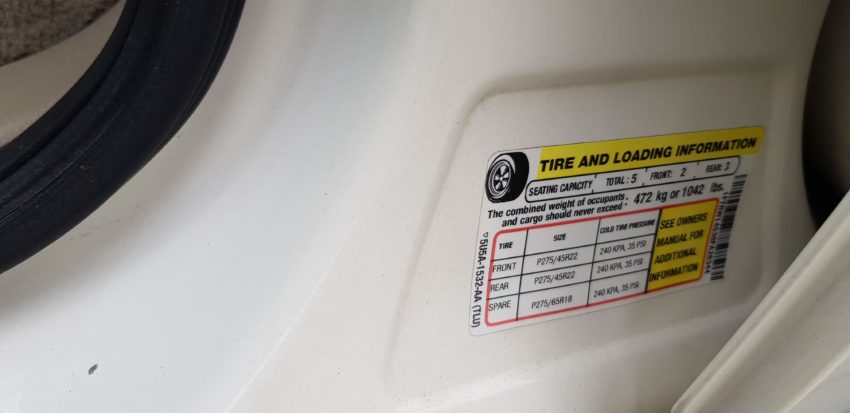 TIRE AND LOADING INFORMATION
SEATING CAPACITY TOTAL: 5 FRONT: 2 REAR: 3
The combined weight of occupants and cargo should never exceed 472 kg or 1042 lbs.
TIRE SIZE COLD TIRE PRESSURE
FRONT P275/45R22 240 KPA, 35 PSI
REAR P275/45R22 240 KPA, 35 PSI
SPARE P275/65R18 240 KPA, 35 PSI
SEE OWNERS
MANUAL FOR
ADDITIONAL
INFORMATION
5U5A-1532-AA (TLU)